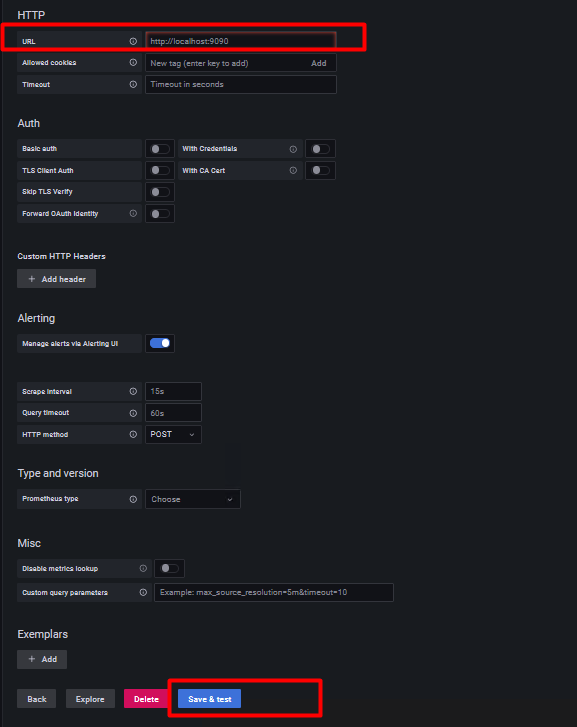 HTTP
URL http://localhost:9090
Allowed cookies New tag (enter key to add) Add
Timeout Timeout in seconds
Auth
Basic auth With Credentials
TLS Client Auth With CA Cert
Skip TLS Verify
Forward OAuth Identity
Custom HTTP Headers
+ Add header
Alerting
Manage alerts via Alerting UI
Scrape interval 15s
Query timeout 60s
HTTP method POST
Type and version
Prometheus type Choose
Misc
Disable metrics lookup
Custom query parameters Example: max_source_resolution=5m&timeout=10
Exemplars
+ Add
Back Explore Delete Save & test